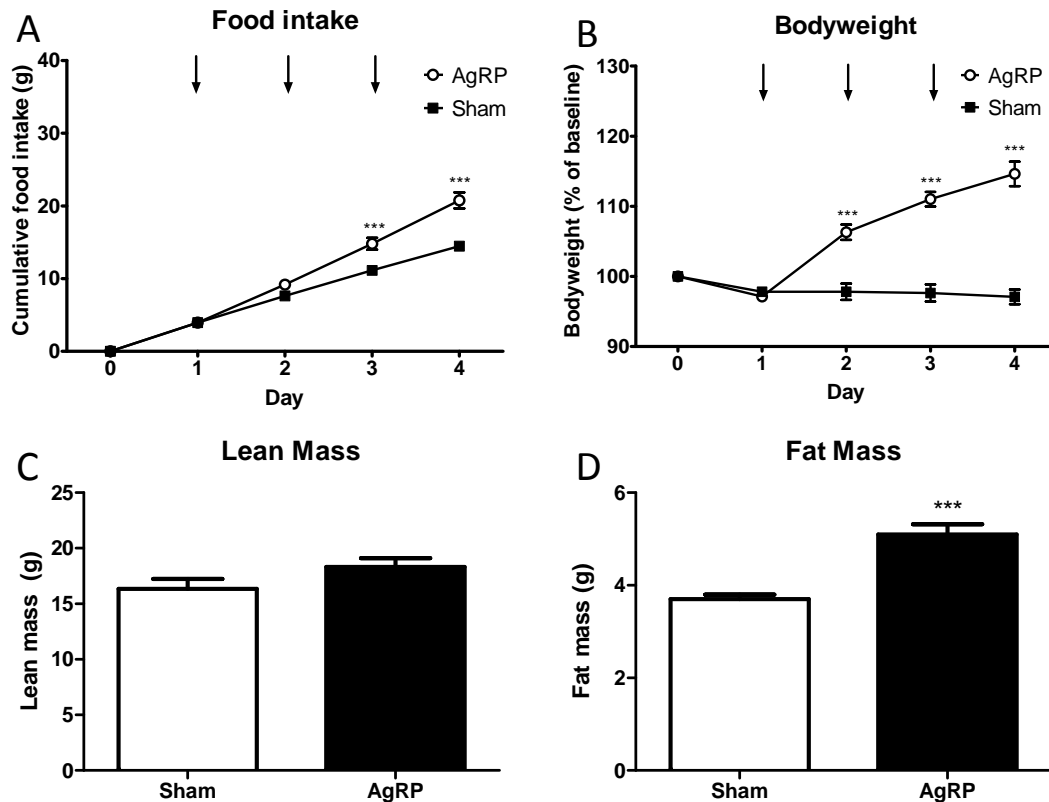 A
Food intake
Cumulative food intake (g)
40
30
20
10
0
AgRP
Sham
***
***
0 1 2 3 4
Day
B
Bodyweight
Bodyweight (% of baseline)
130
120
110
100
90
AgRP
Sham
***
***
***
0 1 2 3 4
Day
C
Lean Mass
Lean mass (g)
25
20
15
10
5
0
Sham AgRP
D
Fat Mass
Fat mass (g)
6
4
2
0
***
Sham AgRP